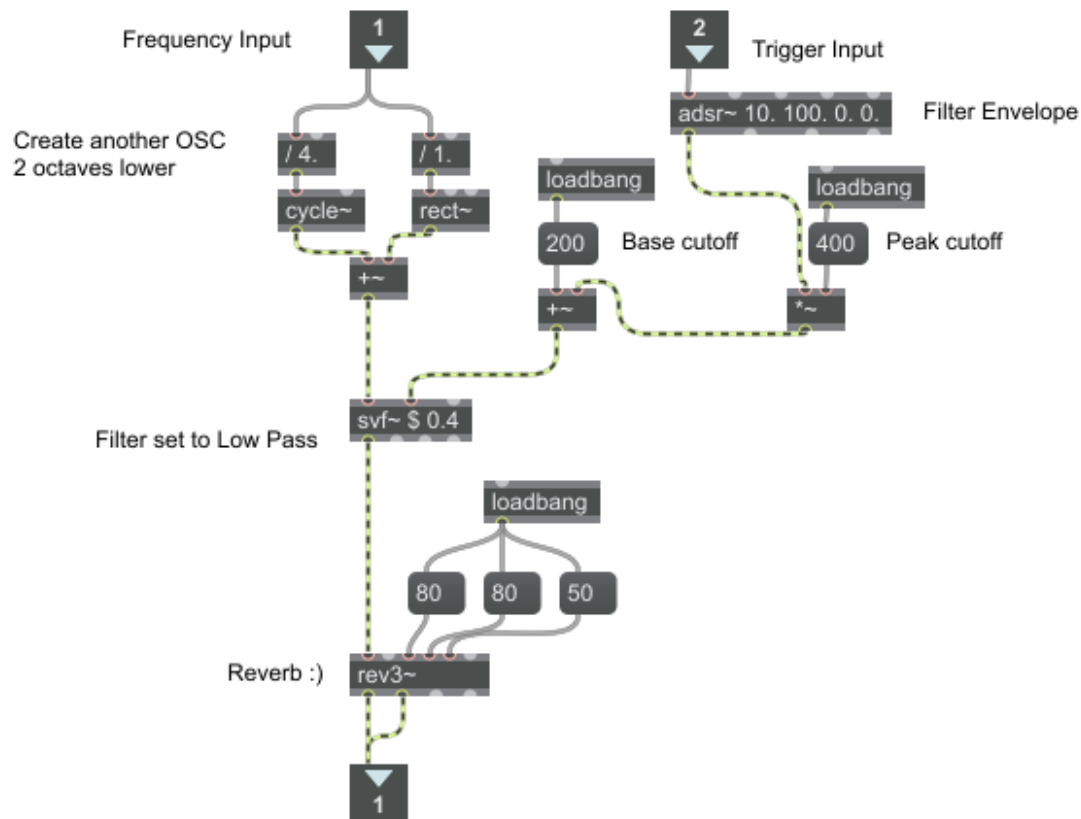 1
Frequency Input
2
Trigger Input
adsr~ 10. 100. 0. 0.
Filter Envelope
Create another OSC
2 octaves lower
/ 4.
/ 1.
loadbang
loadbang
cycle~
rect~
200
Base cutoff
400
Peak cutoff
+~
+~
*~
svf~ $ 0.4
Filter set to Low Pass
loadbang
80
80
50
Reverb :)
rev3~
1